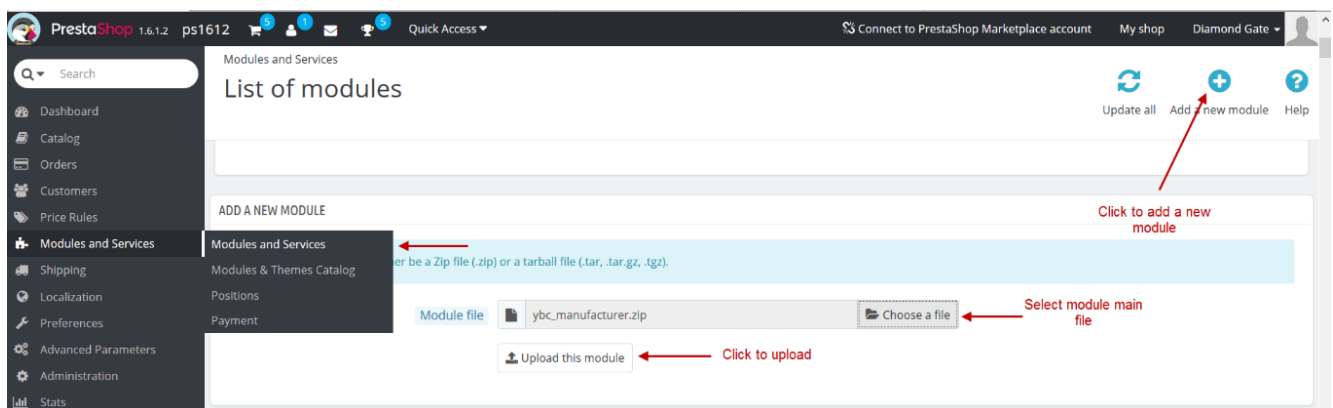 PrestaShop 1.6.1.2 ps1612 5 1 5 Quick Access Connect to PrestaShop Marketplace account My shop Diamond Gate
Search
Modules and Services
List of modules
Update all Add a new module Help
Dashboard
Catalog
Orders
Customers
Price Rules
Modules and Services
Shipping
Localization
Preferences
Advanced Parameters
Administration
Stats
Modules and Services
Modules & Themes Catalog
Positions
Payment
ADD A NEW MODULE
Click to add a new
module
be a Zip file (.zip) or a tarball file (.tar, .tar.gz, .tgz).
Module file ybc_manufacturer.zip Choose a file
Select module main
file
Upload this module
Click to upload